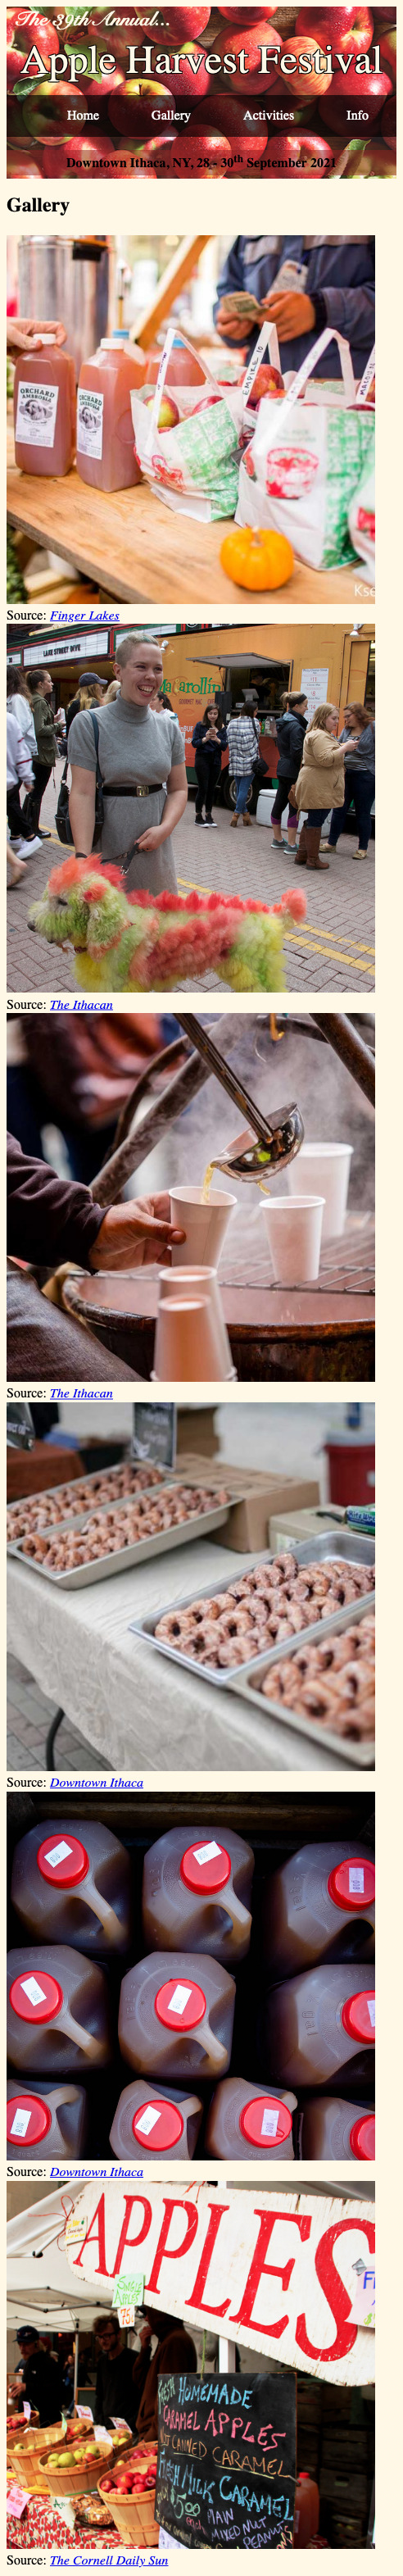 The 39th Annual...
Apple Harvest Festival
Home Gallery Activities Info
Downtown Ithaca, NY, 28 - 30th September 2021
Gallery
ORCHARD
AMBROSIA
ORCHARD
AMBROSIA
EMPIRE
Kse
Source: Finger Lakes
LAKE STREET DIVE
Macarollin
Source: The Ithacan
Source: The Ithacan
Source: Downtown Ithaca
Source: Downtown Ithaca
APPLES
HOMEMADE
CARAMEL APPLES
CANNED CARAMEL
FRESH MILK CARAMEL
5.00
PLAIN
MIXED NUT
PEANUT
Source: The Cornell Daily Sun